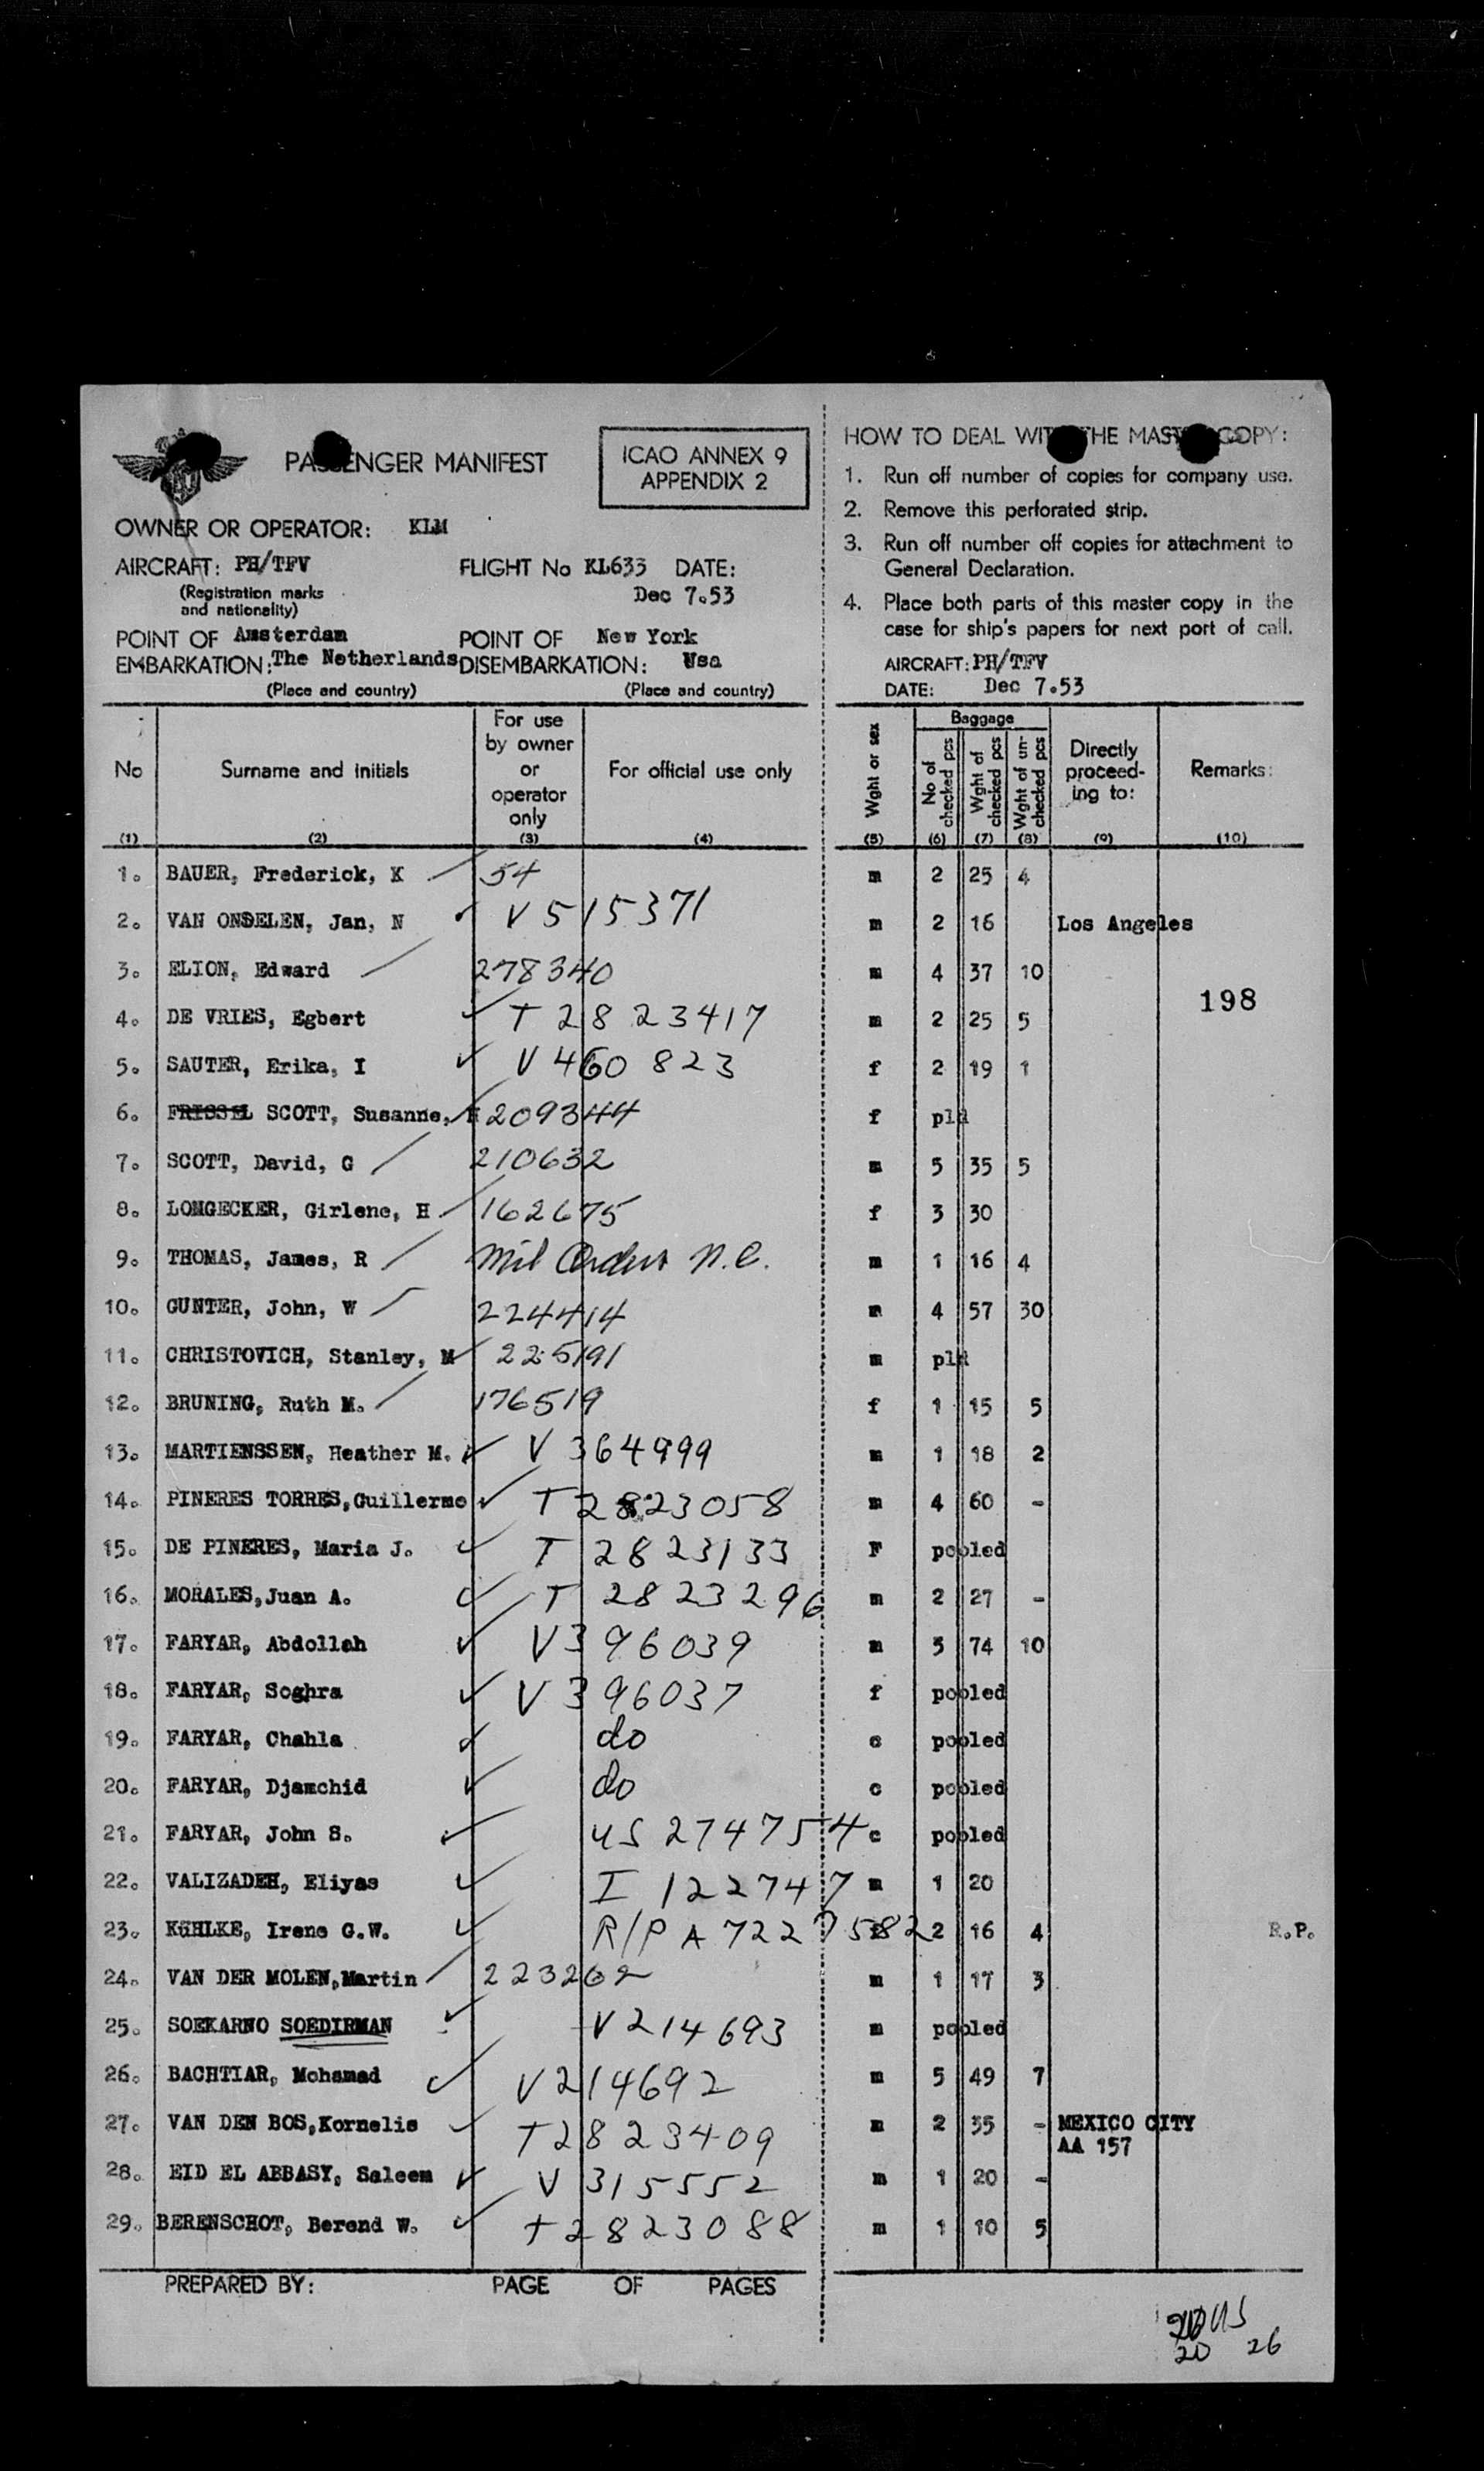 PASSENGER MANIFEST
ICAO ANNEX 9
APPENDIX 2
OWNER OR OPERATOR: KLM
AIRCRAFT: PH/TFV
(Registration marks
and nationality)
FLIGHT No KL633 DATE:
Dec 7.53
POINT OF Amsterdam
EMBARKATION: The Netherlands
(Place and country)
POINT OF New York
DISEMBARKATION: Usa
(Place and country)
HOW TO DEAL WITH THE MASTER COPY:
1. Run off number of copies for company use.
2. Remove this perforated strip.
3. Run off number off copies for attachment to
General Declaration.
4. Place both parts of this master copy in the
case for ship's papers for next port of call.
AIRCRAFT: PH/TFV
DATE: Dec 7.53
No
(1)
Surname and initials
(2)
For use
by owner
or
operator
only
(3)
For official use only
(4)
Wght or sex
(5)
Baggage
No of
checked pcs
(6)
Wght of
checked pcs
(7)
Wght of un-
checked pcs
(8)
Directly
proceed-
ing to:
(9)
Remarks:
(10)
1. BAUER, Frederick, K 54 m 2 25 4
2. VAN ONDELEN, Jan, N V 515371 m 2 16 Los Angeles
3. ELION, Edward 278340 m 4 37 10
198
4. DE VRIES, Egbert T 2823417 m 2 25 5
5. SAUTER, Erika, I V 460823 f 2 19 1
6. FRISSEL SCOTT, Susanne, H 209344 f pld
7. SCOTT, David, G 210632 m 5 35 5
8. LONGECKER, Girlene, H 162675 f 3 30
9. THOMAS, James, R Mil Orders N.C. m 1 16 4
10. GUNTER, John, W 224414 m 4 57 30
11. CHRISTOVICH, Stanley, M 225191 m pld
12. BRUNING, Ruth M. 176519 f 1 15 5
13. MARTIENSSEN, Heather M. V 364999 m 1 18 2
14. PINERES TORRES, Guillermo T 2823058 m 4 60 -
15. DE PINERES, Maria J. T 2823133 F pooled
16. MORALES, Juan A. T 2823296 m 2 27 -
17. FARYAR, Abdollah V396039 m 3 74 10
18. FARYAR, Soghra V 396037 f pooled
19. FARYAR, Chahla do c pooled
20. FARYAR, Djamchid do c pooled
21. FARYAR, John S. US 274754 c pooled
22. VALIZADEH, Eliyas I 122747 m 1 20
23. KüHLKE, Irene G.W. R/P A7227582 2 16 4 R.P.
24. VAN DER MOLEN, Martin 223262 m 1 17 3
25. SOEKARNO SOEDIRMAN V214693 m pooled
26. BACHTIAR, Mohamad V214692 m 5 49 7
27. VAN DEN BOS, Kornelis T2823409 m 2 35 - MEXICO CITY
AA 157
28. EID EL ABBASY, Saleem V 315552 m 1 20 -
29. BERENSCHOT, Berend W. T2823088 m 1 10 5
PREPARED BY: PAGE OF PAGES
US
20 26